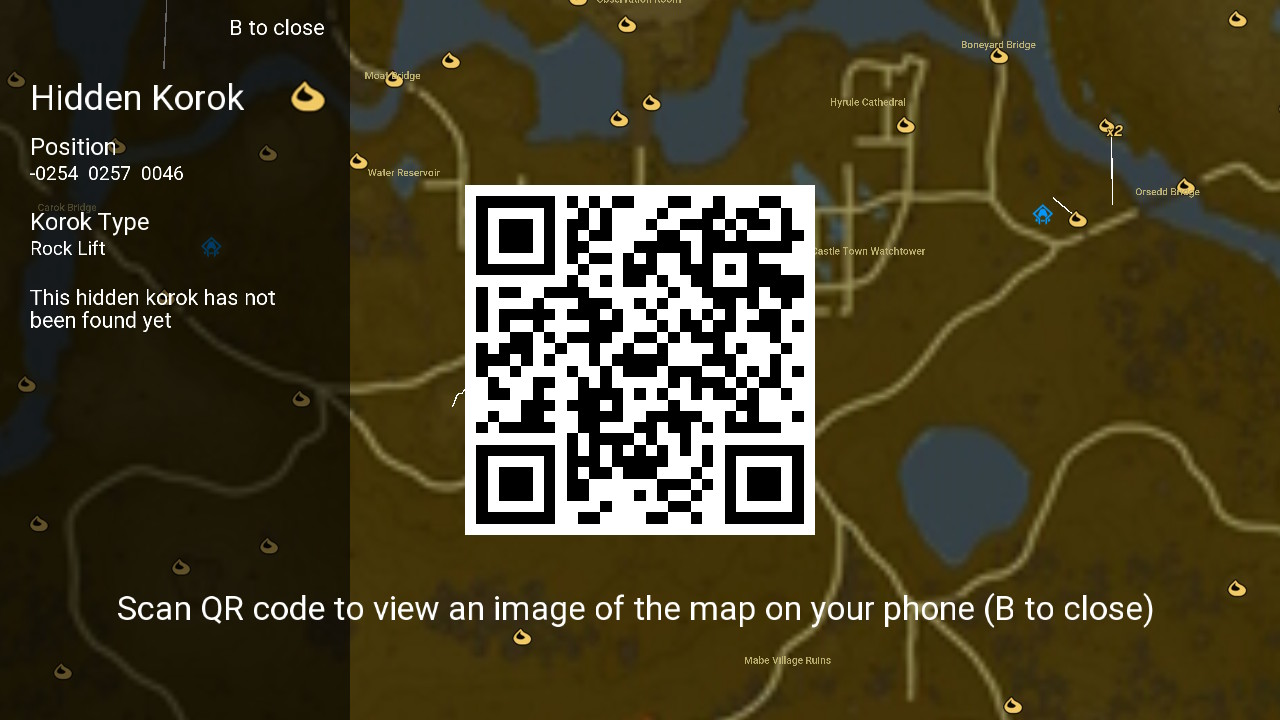 Observation Room
B to close
Boneyard Bridge
Moat Bridge
Hidden Korok
Hyrule Cathedral
x2
Position
-0254 0257 0046
Water Reservoir
Orsedd Bridge
Carok Bridge
Korok Type
Rock Lift
Castle Town Watchtower
This hidden korok has not
been found yet
Scan QR code to view an image of the map on your phone (B to close)
Mabe Village Ruins